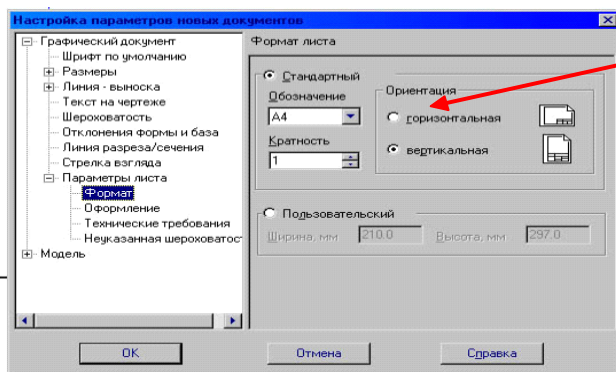 Настройка параметров новых документов
Графический документ
Шрифт по умолчанию
Размеры
Линия - выноска
Текст на чертеже
Шероховатость
Отклонения формы и база
Линия разреза/сечения
Стрелка взгляда
Параметры листа
Формат
Оформление
Технические требования
Неуказанная шероховатос
Модель
Формат листа
Стандартный
Обозначение
A4
Кратность
1
Ориентация
горизонтальная
вертикальная
Пользовательский
Ширина, мм 210.0 Высота, мм 297.0
OK Отмена Справка